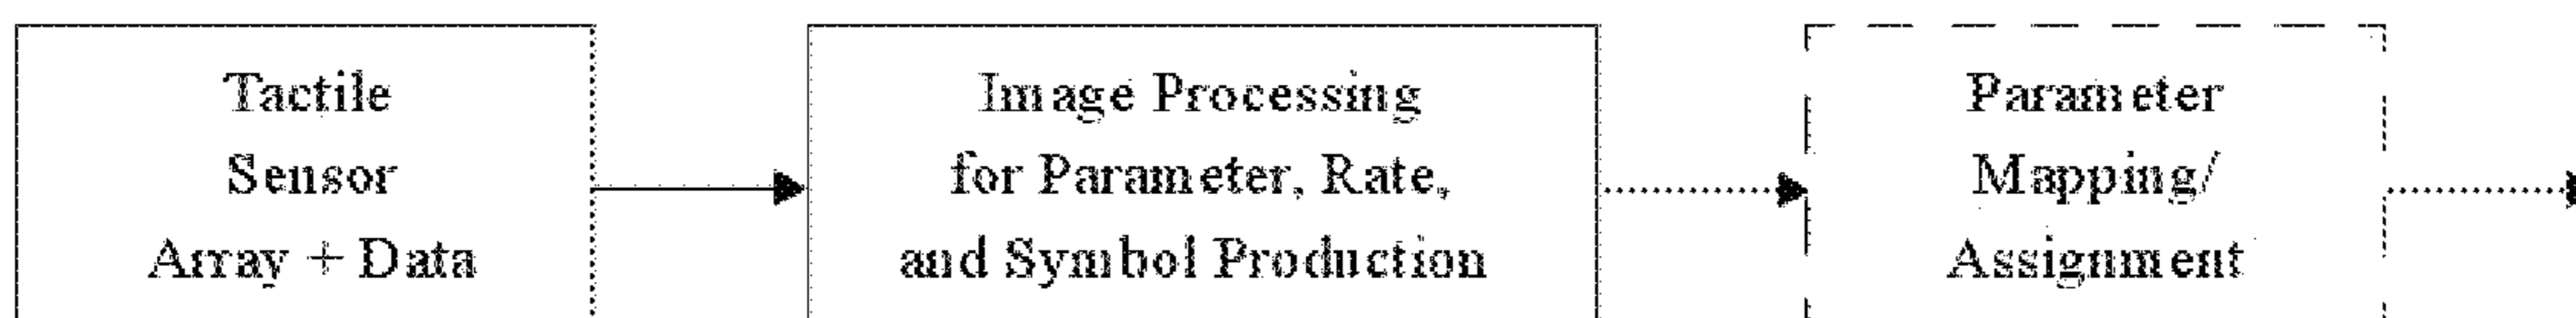 Tactile
Sensor
Array + Data
Image Processing
for Parameter, Rate,
and Symbol Production
Parameter
Mapping/
Assignment